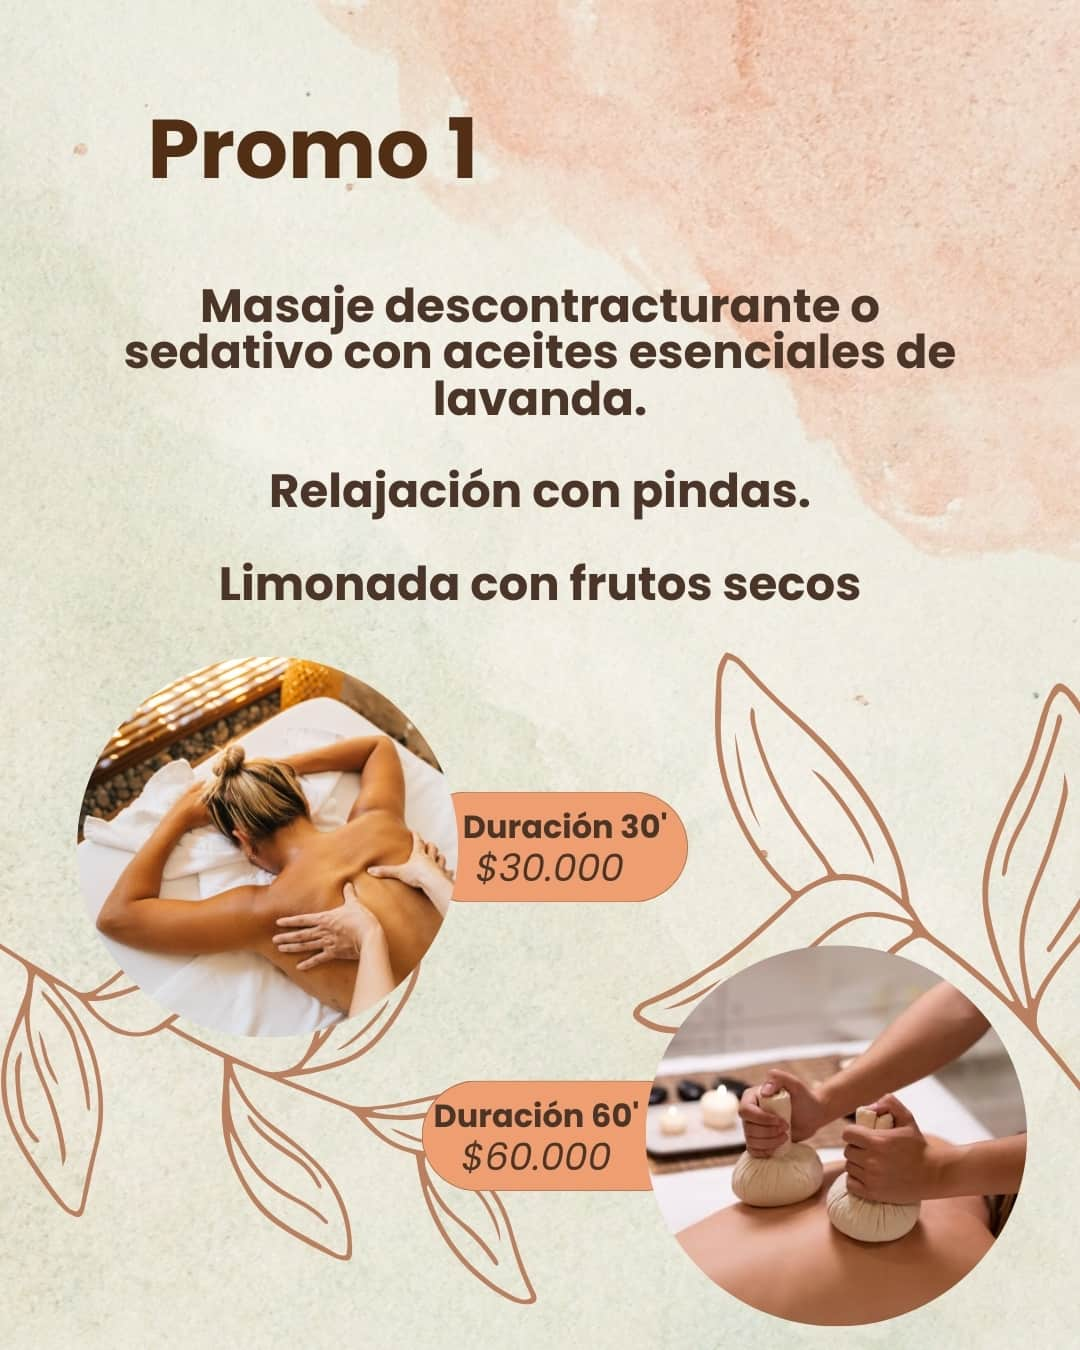 Promo 1
Masaje descontracturante o
sedativo con aceites esenciales de
lavanda.
Relajación con pindas.
Limonada con frutos secos
Duración 30'
$30.000
Duración 60'
$60.000